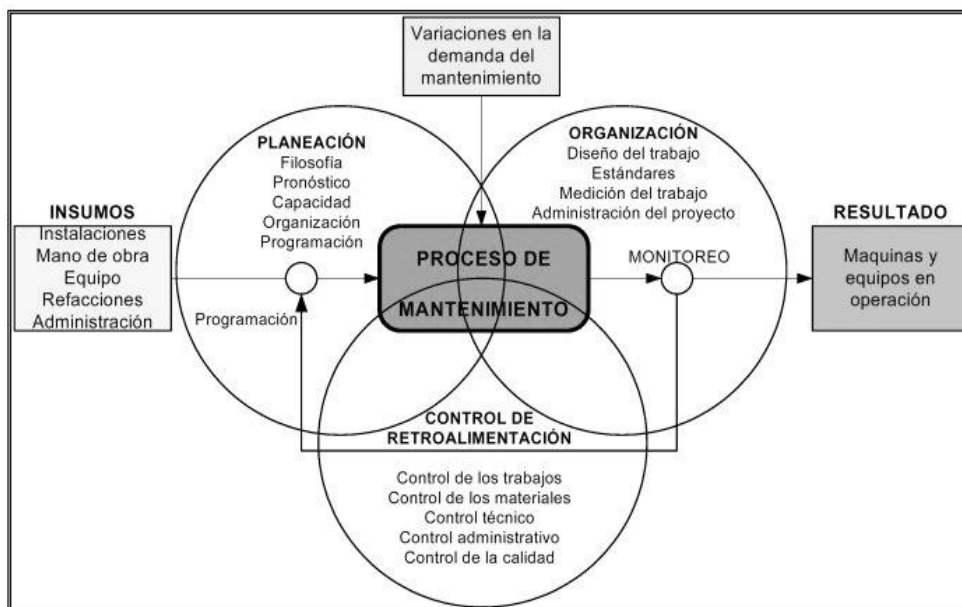 Variaciones en la
demanda del
mantenimiento
PLANEACIÓN
Filosofía
Pronóstico
Capacidad
Organización
Programación
ORGANIZACIÓN
Diseño del trabajo
Estándares
Medición del trabajo
Administración del proyecto
INSUMOS
Instalaciones
Mano de obra
Equipo
Refacciones
Administración
Programación
PROCESO DE
MANTENIMIENTO
MONITOREO
RESULTADO
Maquinas y
equipos en
operación
CONTROL DE
RETROALIMENTACIÓN
Control de los trabajos
Control de los materiales
Control técnico
Control administrativo
Control de la calidad